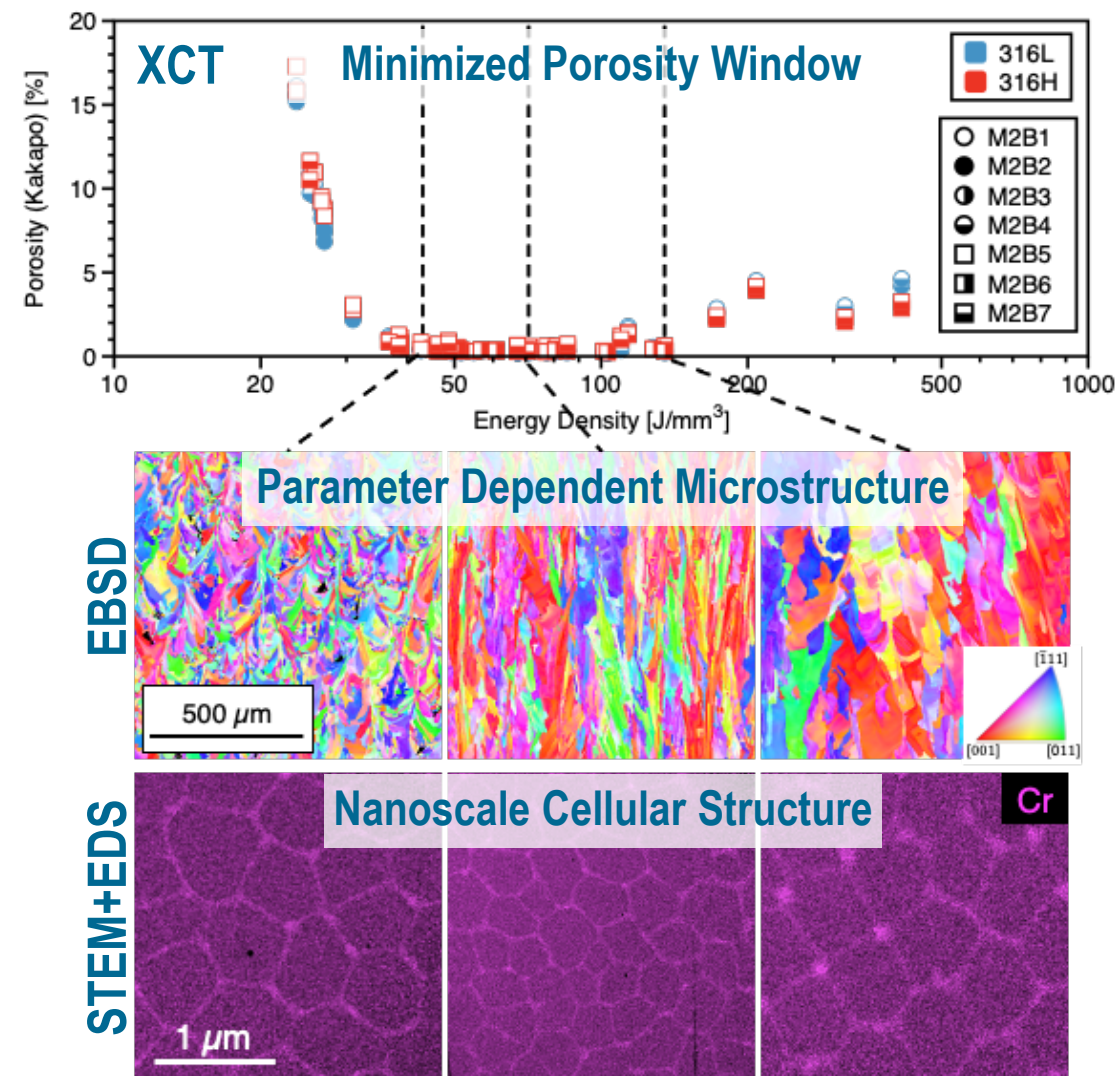 20
15
10
5
0
Porosity (Kakapo) [%]
XCT
Minimized Porosity Window
316L
316H
M2B1
M2B2
M2B3
M2B4
M2B5
M2B6
M2B7
10 20 50 100 200 500 1000
Energy Density [J/mm³]
Parameter Dependent Microstructure
EBSD
500 µm
[1̅11]
[001] [011]
Nanoscale Cellular Structure
Cr
STEM+EDS
1 µm